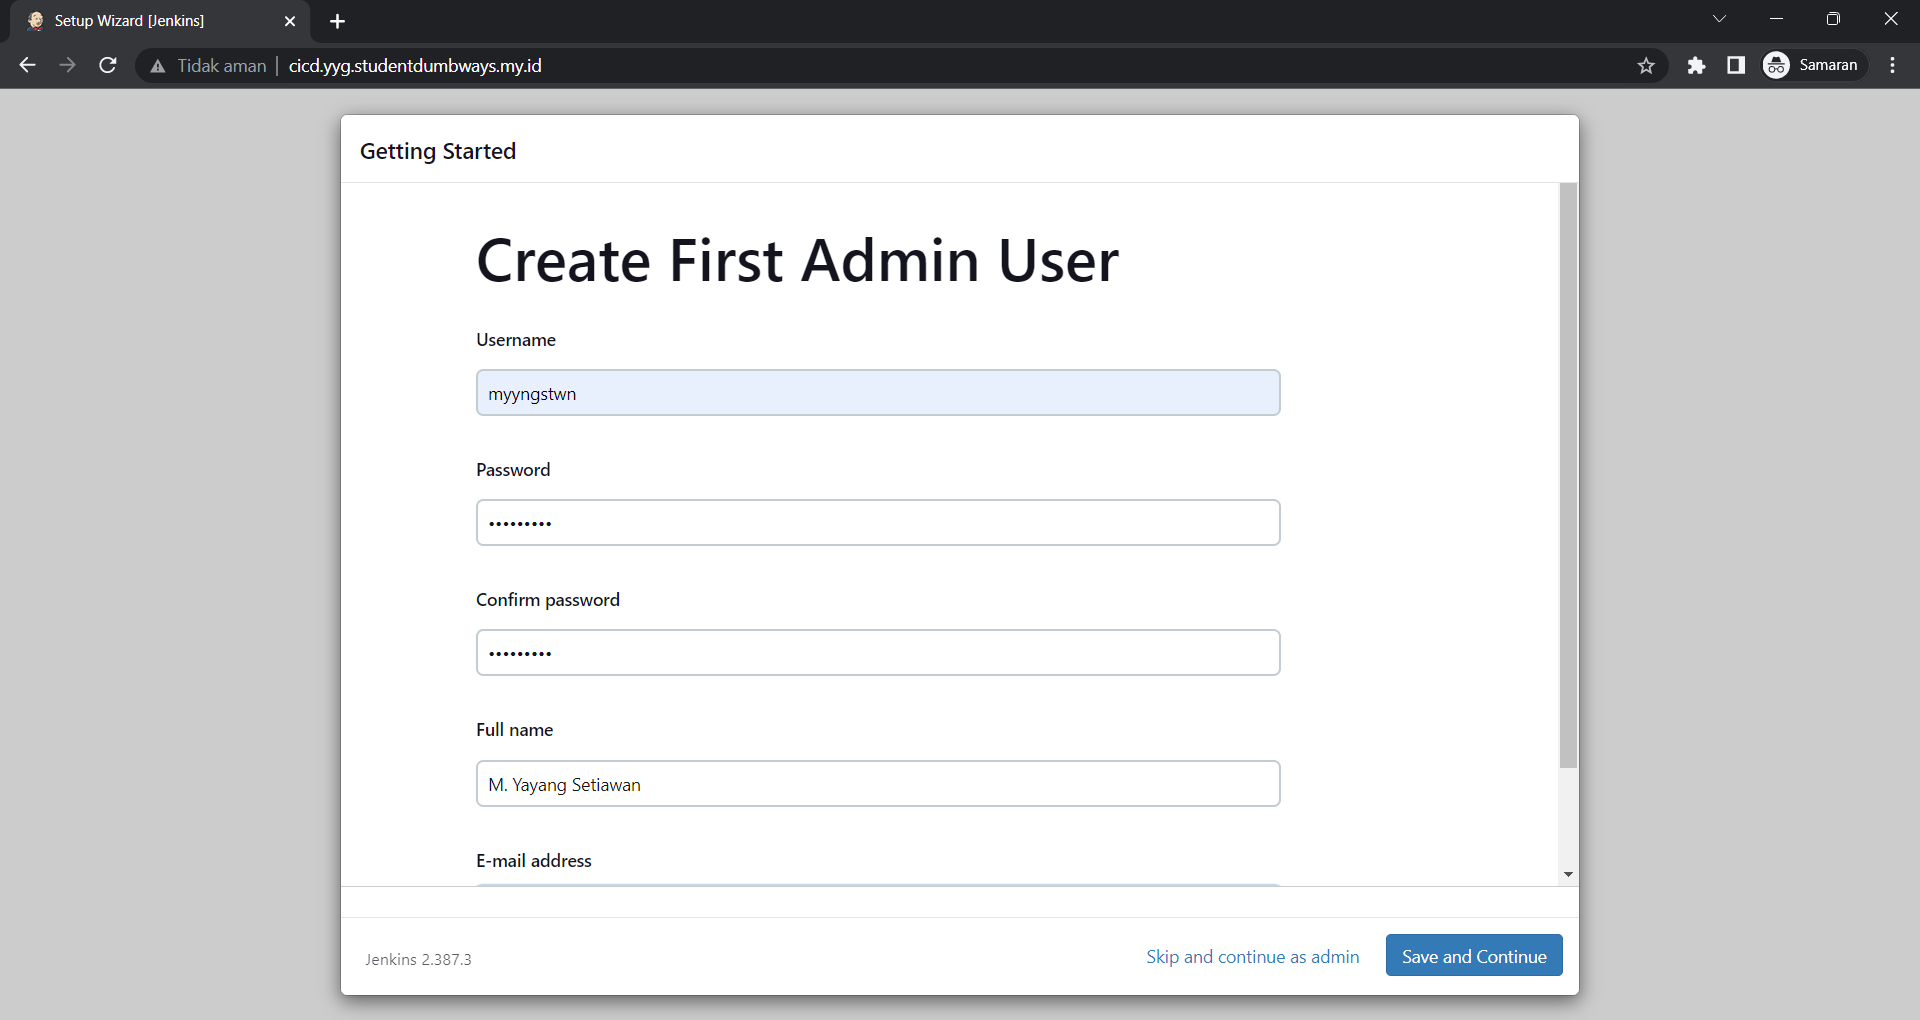 Setup Wizard [Jenkins]
Tidak aman cicd.yyg.studentdumbways.my.id Samaran
Getting Started
Create First Admin User
Username
myyngstwn
Password
•••••••••
Confirm password
•••••••••
Full name
M. Yayang Setiawan
E-mail address
Jenkins 2.387.3
Skip and continue as admin
Save and Continue